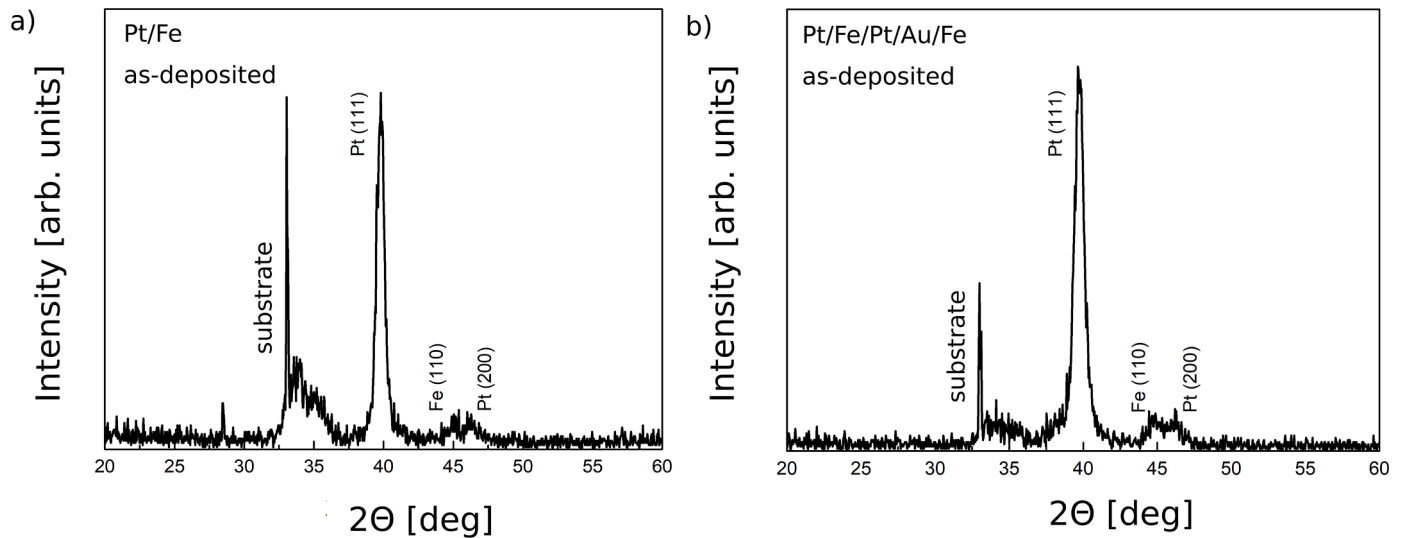 a)
Pt/Fe
as-deposited
Intensity [arb. units]
substrate
Pt (111)
Fe (110)
Pt (200)
20 25 30 35 40 45 50 55 60
2Θ [deg]
b)
Pt/Fe/Pt/Au/Fe
as-deposited
Intensity [arb. units]
substrate
Pt (111)
Fe (110)
Pt (200)
20 25 30 35 40 45 50 55 60
2Θ [deg]